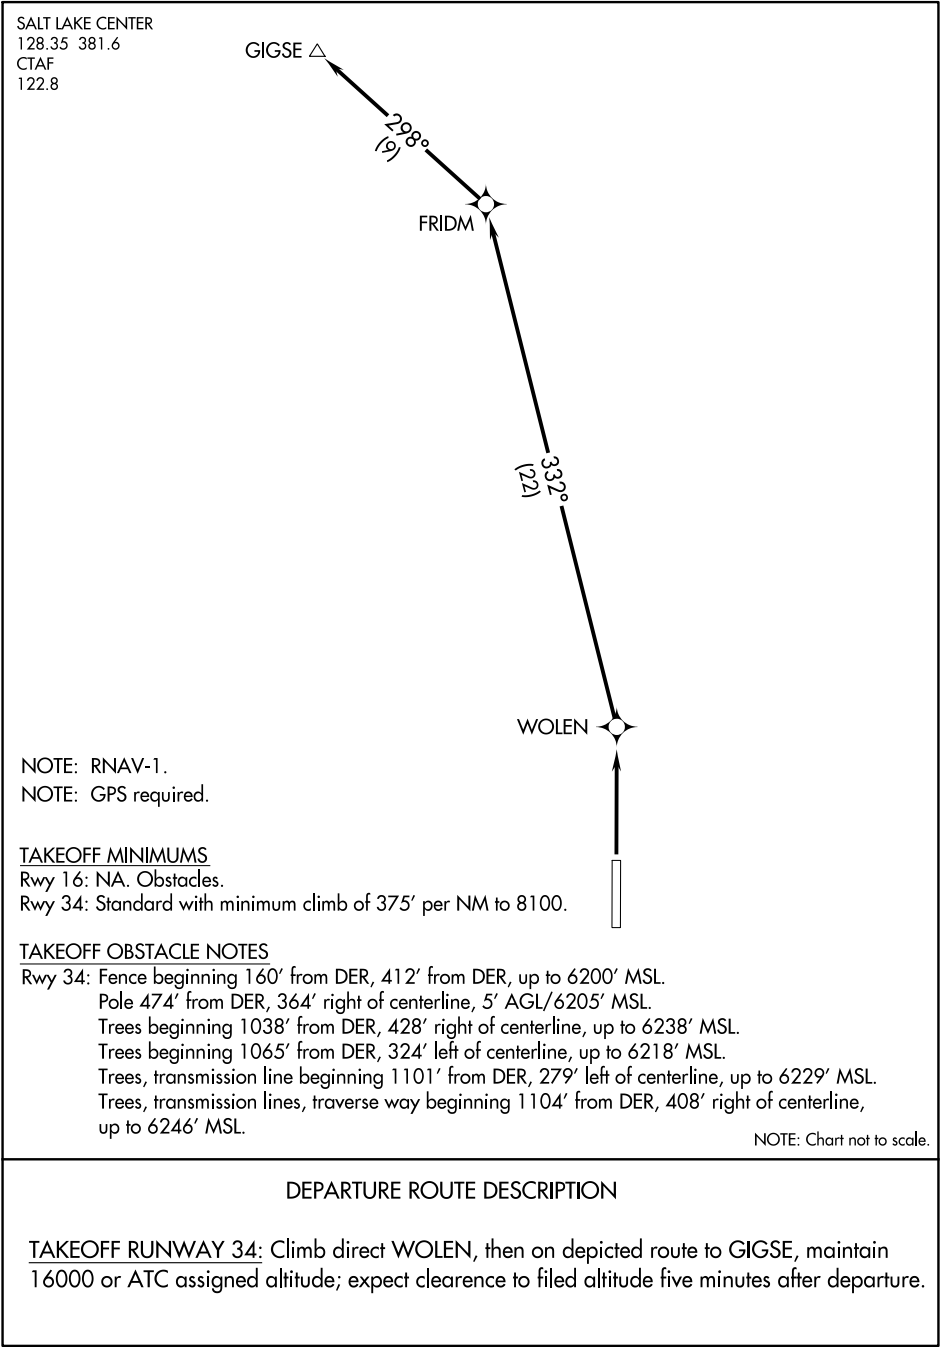 SALT LAKE CENTER
128.35 381.6
CTAF
122.8
GIGSE
298°
(9)
FRIDM
332°
(22)
WOLEN
NOTE: RNAV-1.
NOTE: GPS required.
TAKEOFF MINIMUMS
Rwy 16: NA. Obstacles.
Rwy 34: Standard with minimum climb of 375' per NM to 8100.
TAKEOFF OBSTACLE NOTES
Rwy 34: Fence beginning 160' from DER, 412' from DER, up to 6200' MSL.
Pole 474' from DER, 364' right of centerline, 5' AGL/6205' MSL.
Trees beginning 1038' from DER, 428' right of centerline, up to 6238' MSL.
Trees beginning 1065' from DER, 324' left of centerline, up to 6218' MSL.
Trees, transmission line beginning 1101' from DER, 279' left of centerline, up to 6229' MSL.
Trees, transmission lines, traverse way beginning 1104' from DER, 408' right of centerline,
up to 6246' MSL.
NOTE: Chart not to scale.
DEPARTURE ROUTE DESCRIPTION
TAKEOFF RUNWAY 34: Climb direct WOLEN, then on depicted route to GIGSE, maintain
16000 or ATC assigned altitude; expect clearence to filed altitude five minutes after departure.